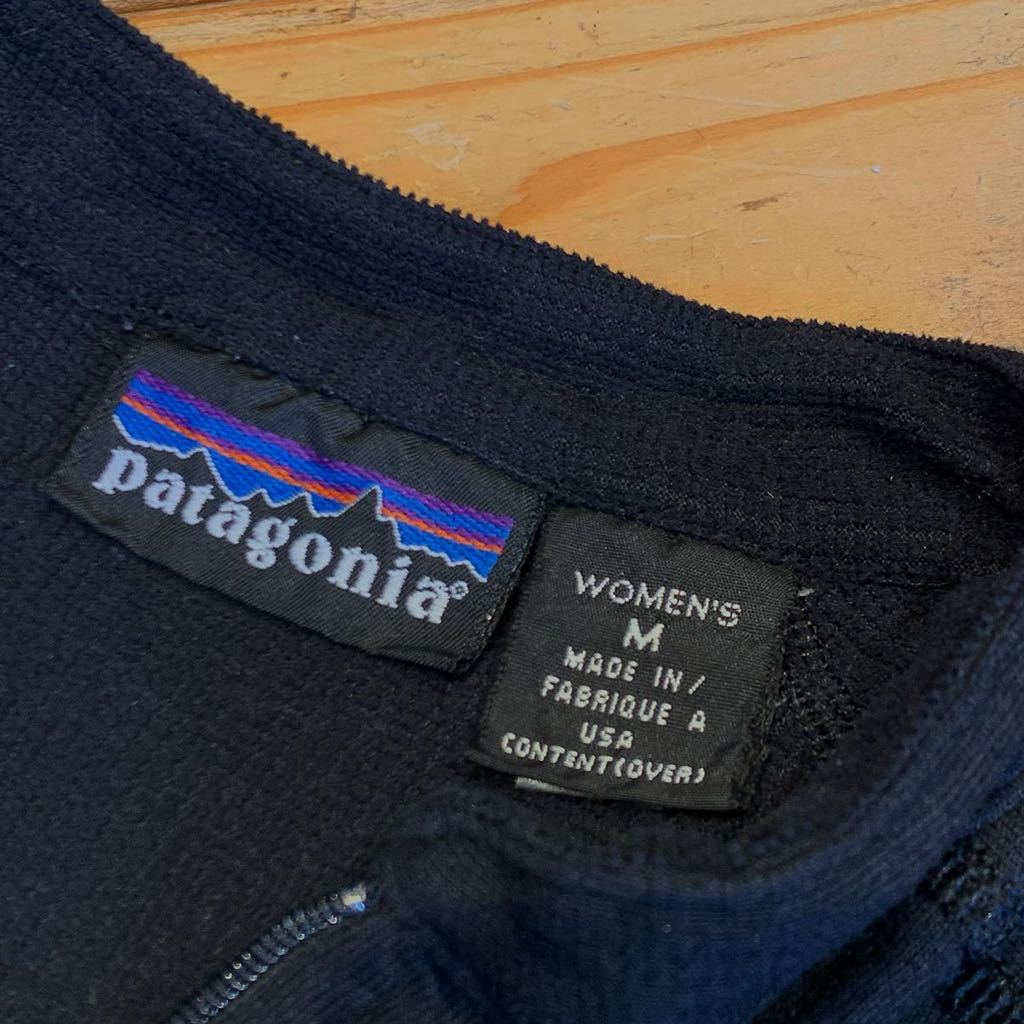 patagonia®
WOMEN'S
M
MADE IN/
FABRIQUE A
USA
CONTENT(OVER)